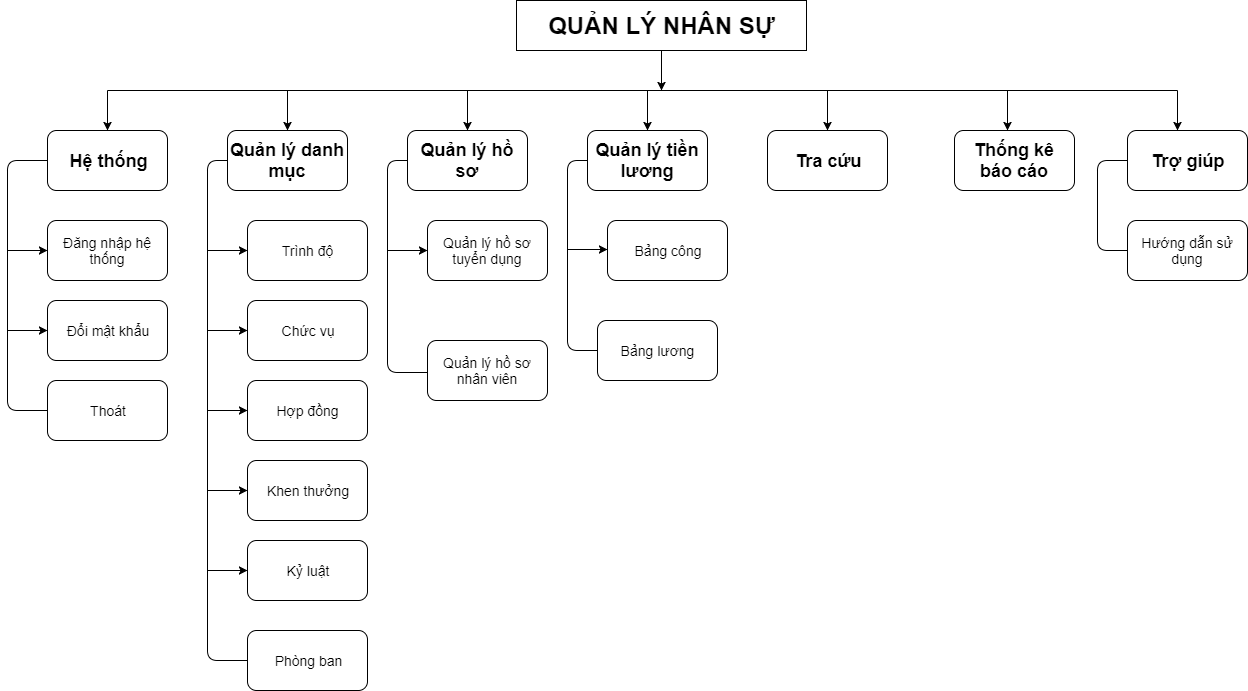 QUẢN LÝ NHÂN SỰ
Hệ thống
Quản lý danh
mục
Quản lý hồ
sơ
Quản lý tiền
lương
Tra cứu
Thống kê
báo cáo
Trợ giúp
Đăng nhập hệ
thống
Đổi mật khẩu
Thoát
Trình độ
Chức vụ
Hợp đồng
Khen thưởng
Kỷ luật
Phòng ban
Quản lý hồ sơ
tuyển dụng
Quản lý hồ sơ
nhân viên
Bảng công
Bảng lương
Hướng dẫn sử
dụng